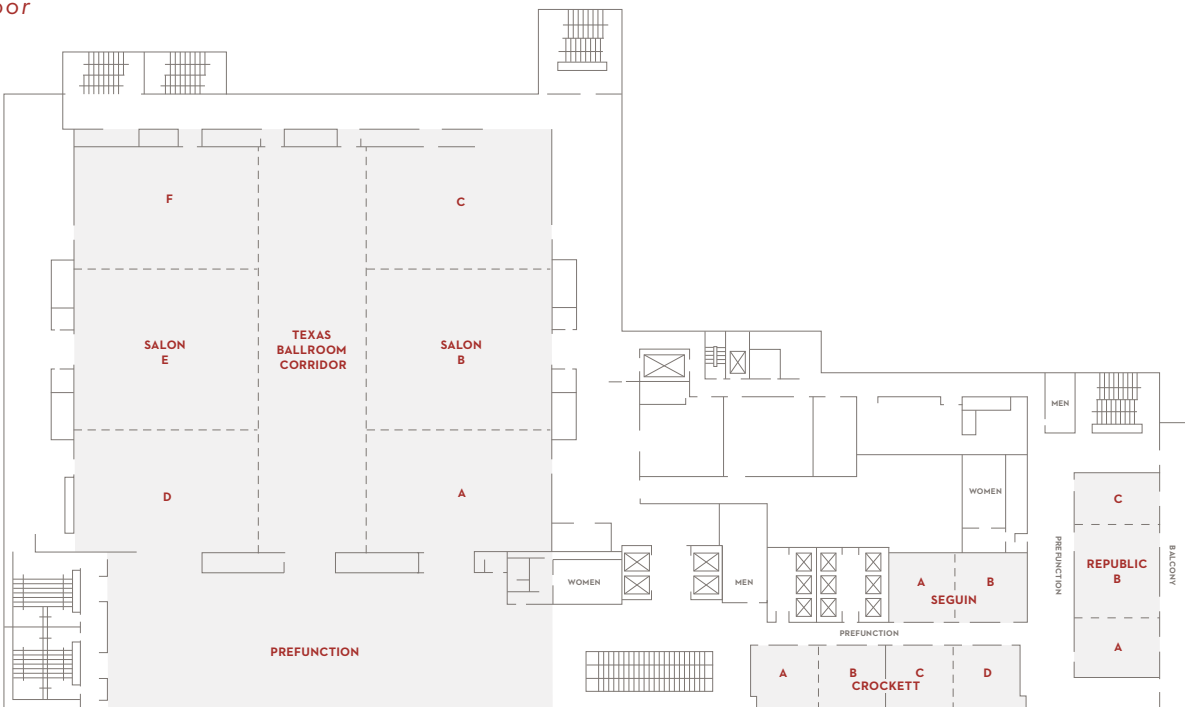 F
C
SALON
E
TEXAS
BALLROOM
CORRIDOR
SALON
B
MEN
D
A
WOMEN
C
PREFUNCTION
REPUBLIC
B
BALCONY
WOMEN
MEN
A
B
SEGUIN
PREFUNCTION
A
PREFUNCTION
A
B
C
D
CROCKETT